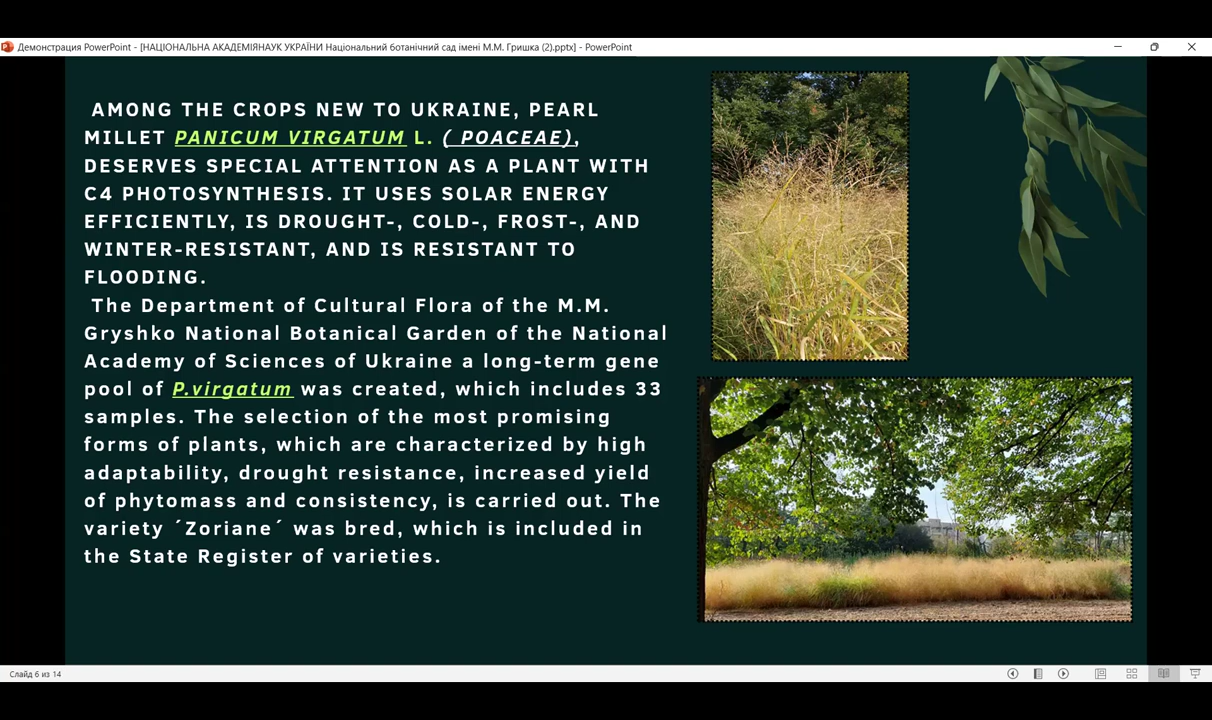 Демонстрация PowerPoint - [НАЦІОНАЛЬНА АКАДЕМІЯНАУК УКРАЇНИ Національний ботанічний сад імені М.М. Гришка (2).pptx] - PowerPoint
AMONG THE CROPS NEW TO UKRAINE, PEARL
MILLET PANICUM VIRGATUM L. ( POACEAE),
DESERVES SPECIAL ATTENTION AS A PLANT WITH
C4 PHOTOSYNTHESIS. IT USES SOLAR ENERGY
EFFICIENTLY, IS DROUGHT-, COLD-, FROST-, AND
WINTER-RESISTANT, AND IS RESISTANT TO
FLOODING.
The Department of Cultural Flora of the M.M.
Gryshko National Botanical Garden of the National
Academy of Sciences of Ukraine a long-term gene
pool of P.virgatum was created, which includes 33
samples. The selection of the most promising
forms of plants, which are characterized by high
adaptability, drought resistance, increased yield
of phytomass and consistency, is carried out. The
variety ´Zoriane´ was bred, which is included in
the State Register of varieties.
Слайд 6 из 14